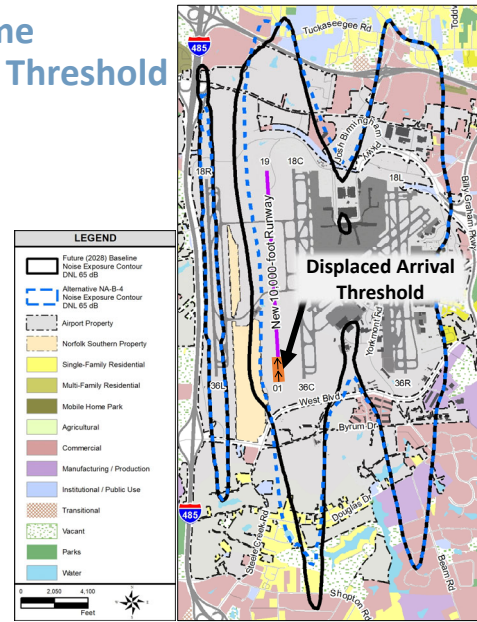 me
Threshold
485
Tuckaseegee Rd
Josh Birmingham Pkwy
Billy Graham Pkwy
18R
19
18C
18L
New 10,000-foot Runway
Displaced Arrival
Threshold
Yorkmont Rd
36L
01
36C
36R
West Blvd
Byrum Dr
Douglas Dr
Steele Creek Rd
485
Shopton Rd
Beam Rd
LEGEND
Future (2028) Baseline
Noise Exposure Contour
DNL 65 dB
Alternative NA-B-4
Noise Exposure Contour
DNL 65 dB
Airport Property
Norfolk Southern Property
Single-Family Residential
Multi-Family Residential
Mobile Home Park
Agricultural
Commercial
Manufacturing / Production
Institutional / Public Use
Transitional
Vacant
Parks
Water
0 2,050 4,100
Feet